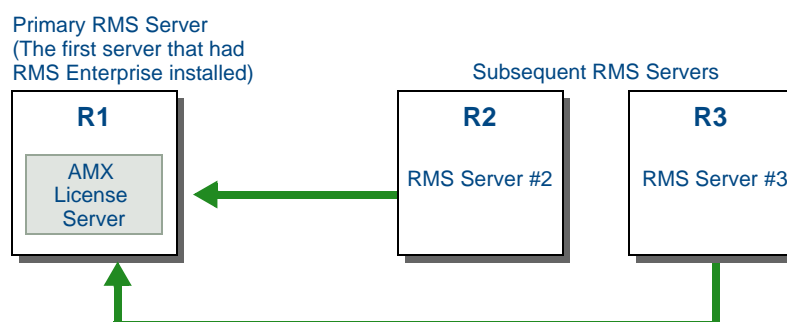 Primary RMS Server
(The first server that had
RMS Enterprise installed)
Subsequent RMS Servers
R1
AMX
License
Server
R2
RMS Server #2
R3
RMS Server #3